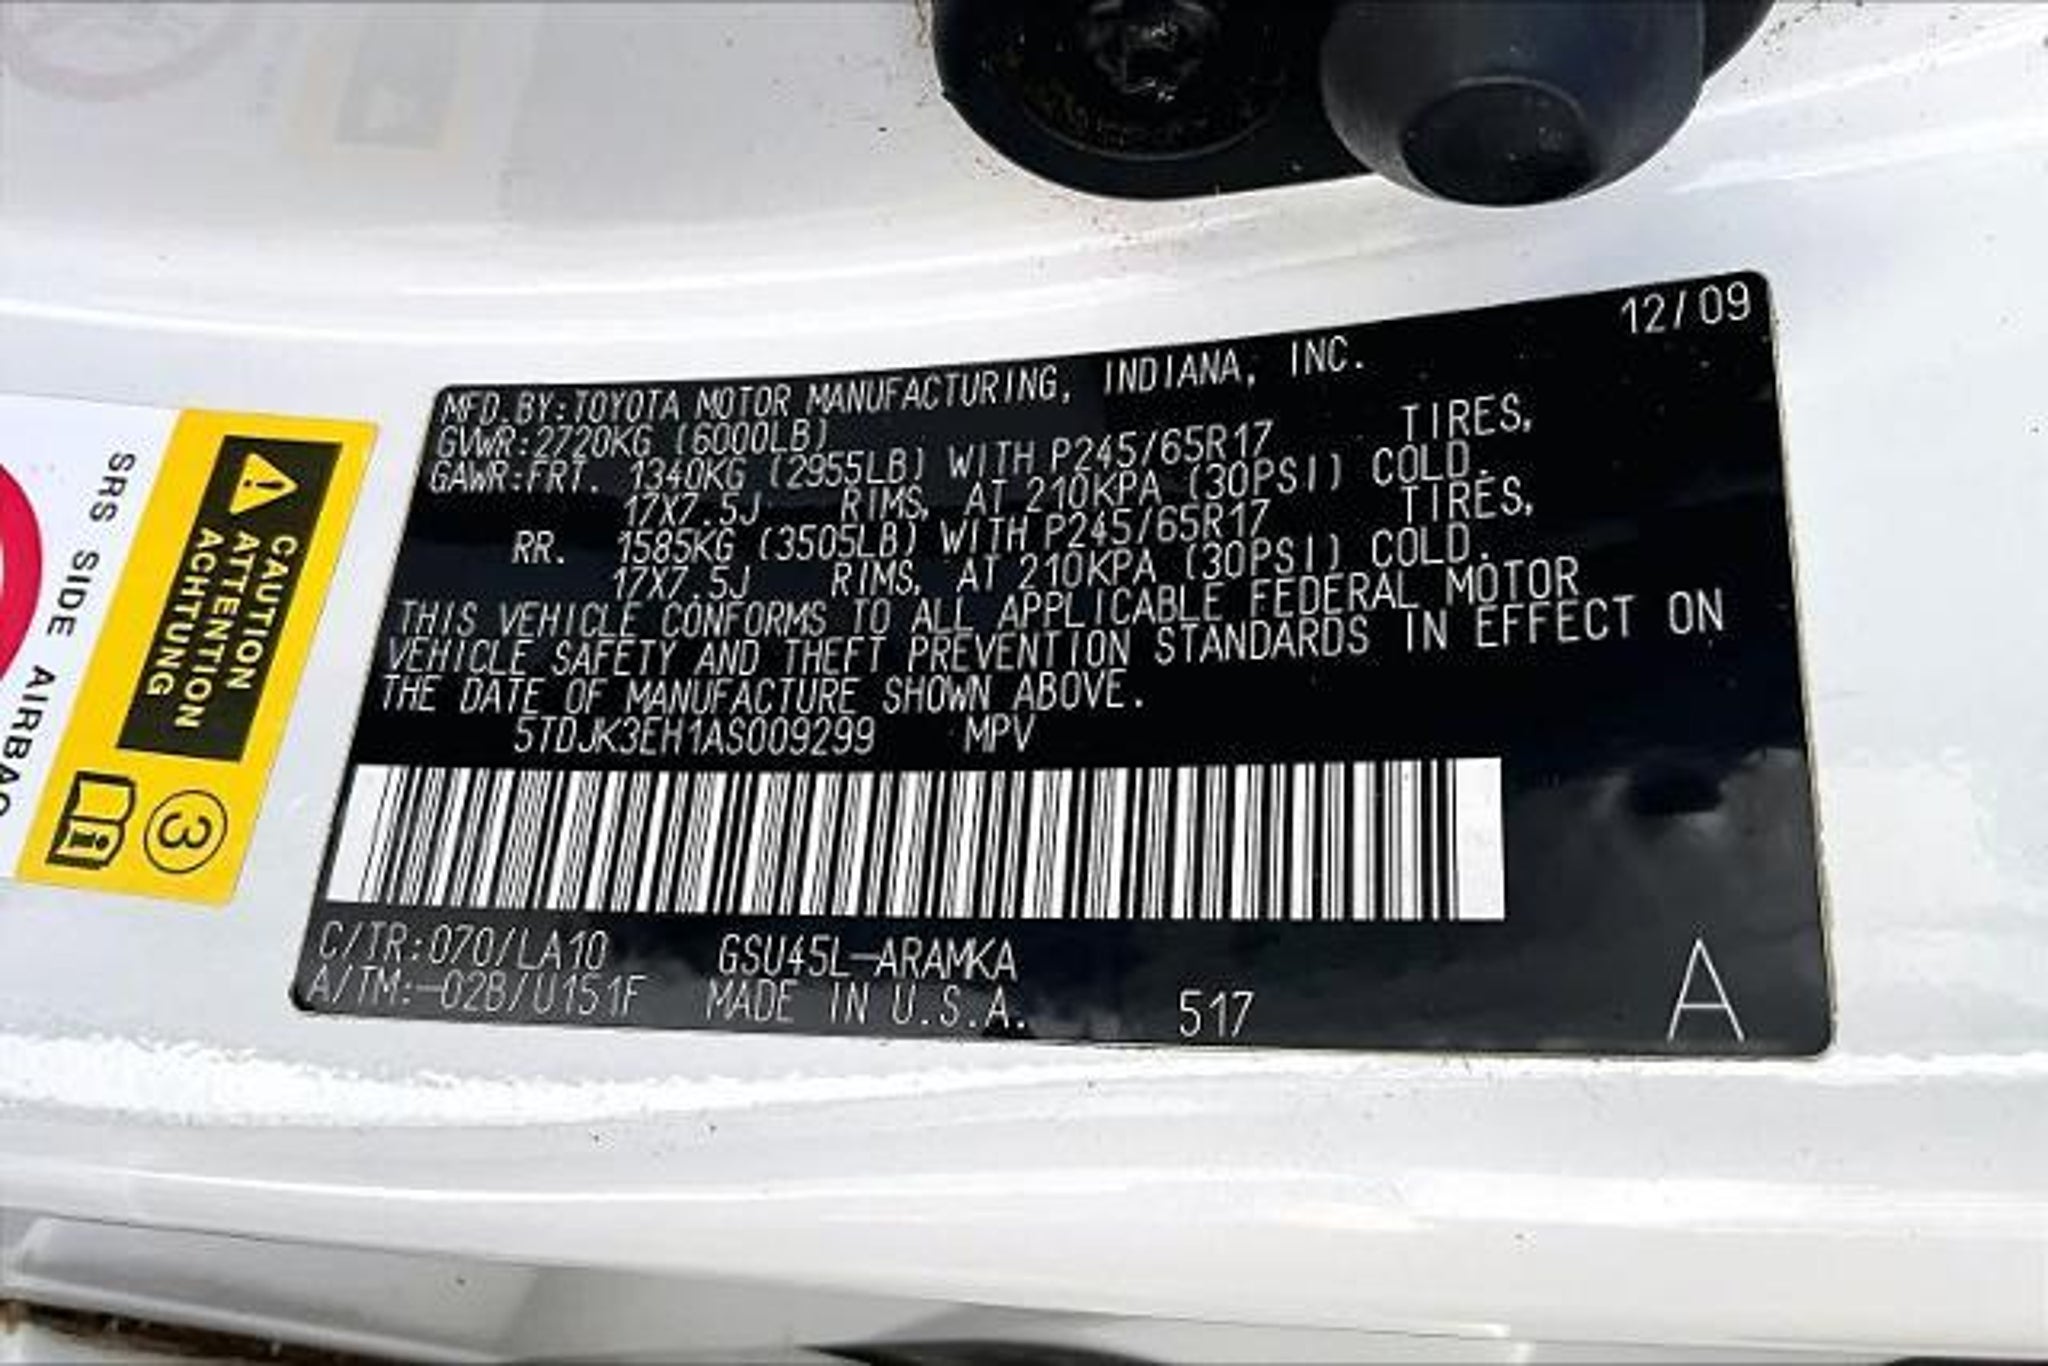 12/09
MFD.BY:TOYOTA MOTOR MANUFACTURING, INDIANA, INC.
GVWR:2720KG (6000LB)
GAWR:FRT. 1340KG (2955LB) WITH P245/65R17 TIRES,
17X7.5J RIMS, AT 210KPA (30PSI) COLD.
RR. 1585KG (3505LB) WITH P245/65R17 TIRES,
17X7.5J RIMS, AT 210KPA (30PSI) COLD.
THIS VEHICLE CONFORMS TO ALL APPLICABLE FEDERAL MOTOR
VEHICLE SAFETY AND THEFT PREVENTION STANDARDS IN EFFECT ON
THE DATE OF MANUFACTURE SHOWN ABOVE.
5TDJK3EH1AS009299 MPV
C/TR:070/LA10 GSU45L-ARAMKA
A/TM:-02B/U151F MADE IN U.S.A. 517 A
CAUTION
ATTENTION
ACHTUNG
3
SRS SIDE AIRBAG